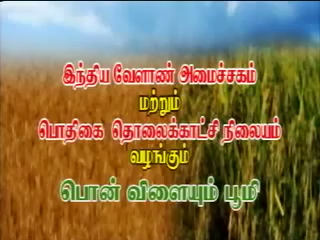 இந்திய வேளாண் அமைச்சகம்
மற்றும்
பொதிகை தொலைக்காட்சி நிலையம்
வழங்கும்
பொன் விளையும் பூமி